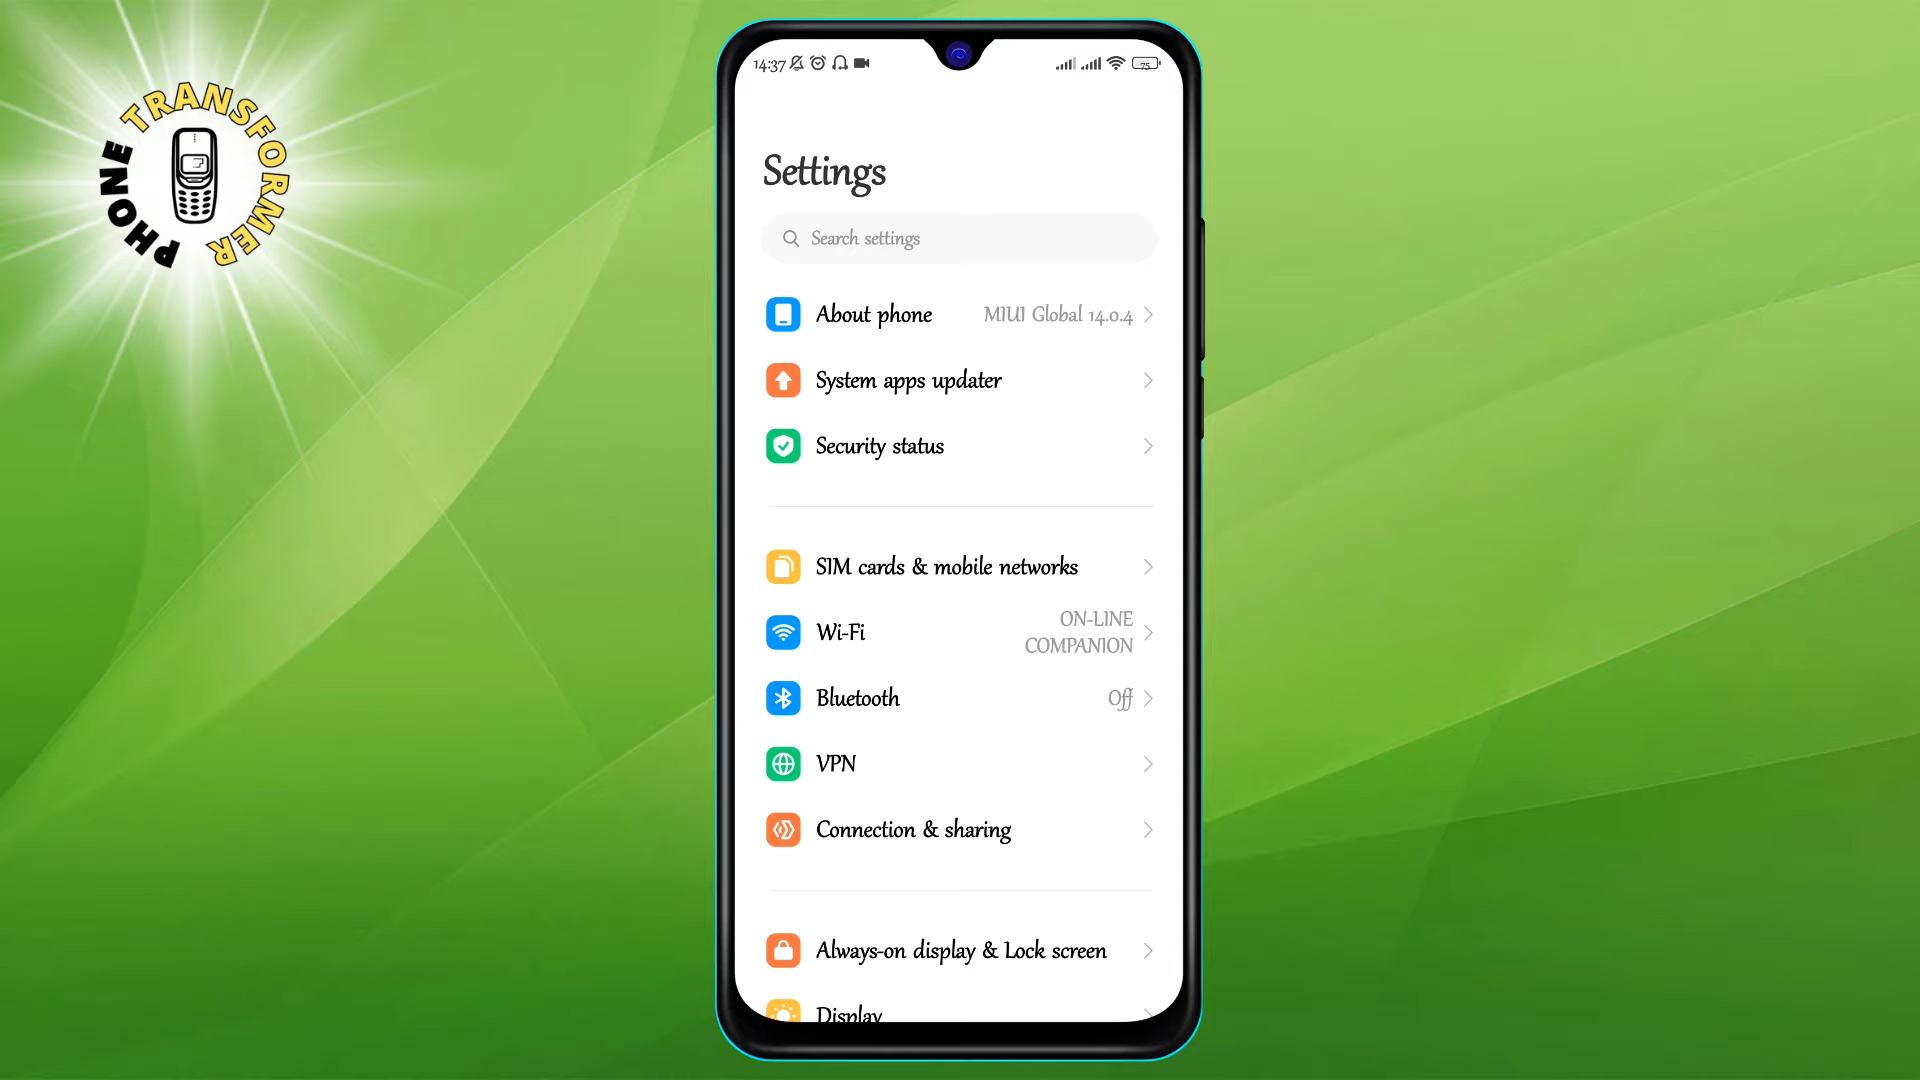 PHONE TRANSFORMER
14:37
75
Settings
Search settings
About phone
MIUI Global 14.0.4
System apps updater
Security status
SIM cards & mobile networks
Wi-Fi
ON-LINE
COMPANION
Bluetooth
Off
VPN
Connection & sharing
Always-on display & Lock screen
Display